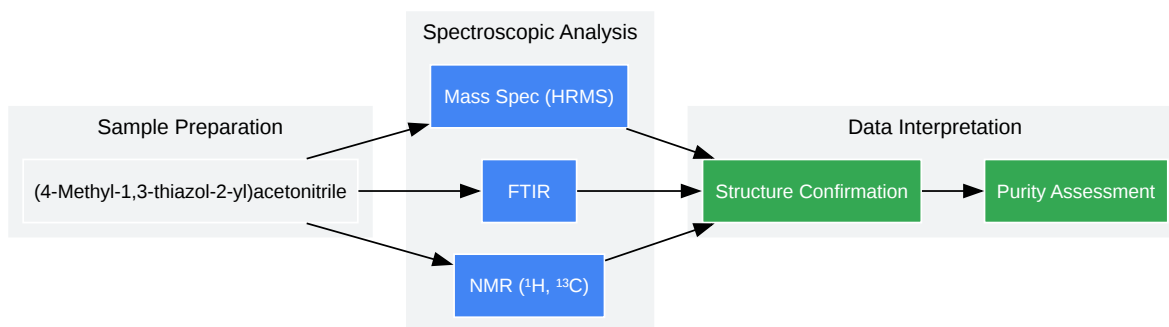 Sample Preparation
(4-Methyl-1,3-thiazol-2-yl)acetonitrile
Spectroscopic Analysis
Mass Spec (HRMS)
FTIR
NMR (¹H, ¹³C)
Data Interpretation
Structure Confirmation
Purity Assessment